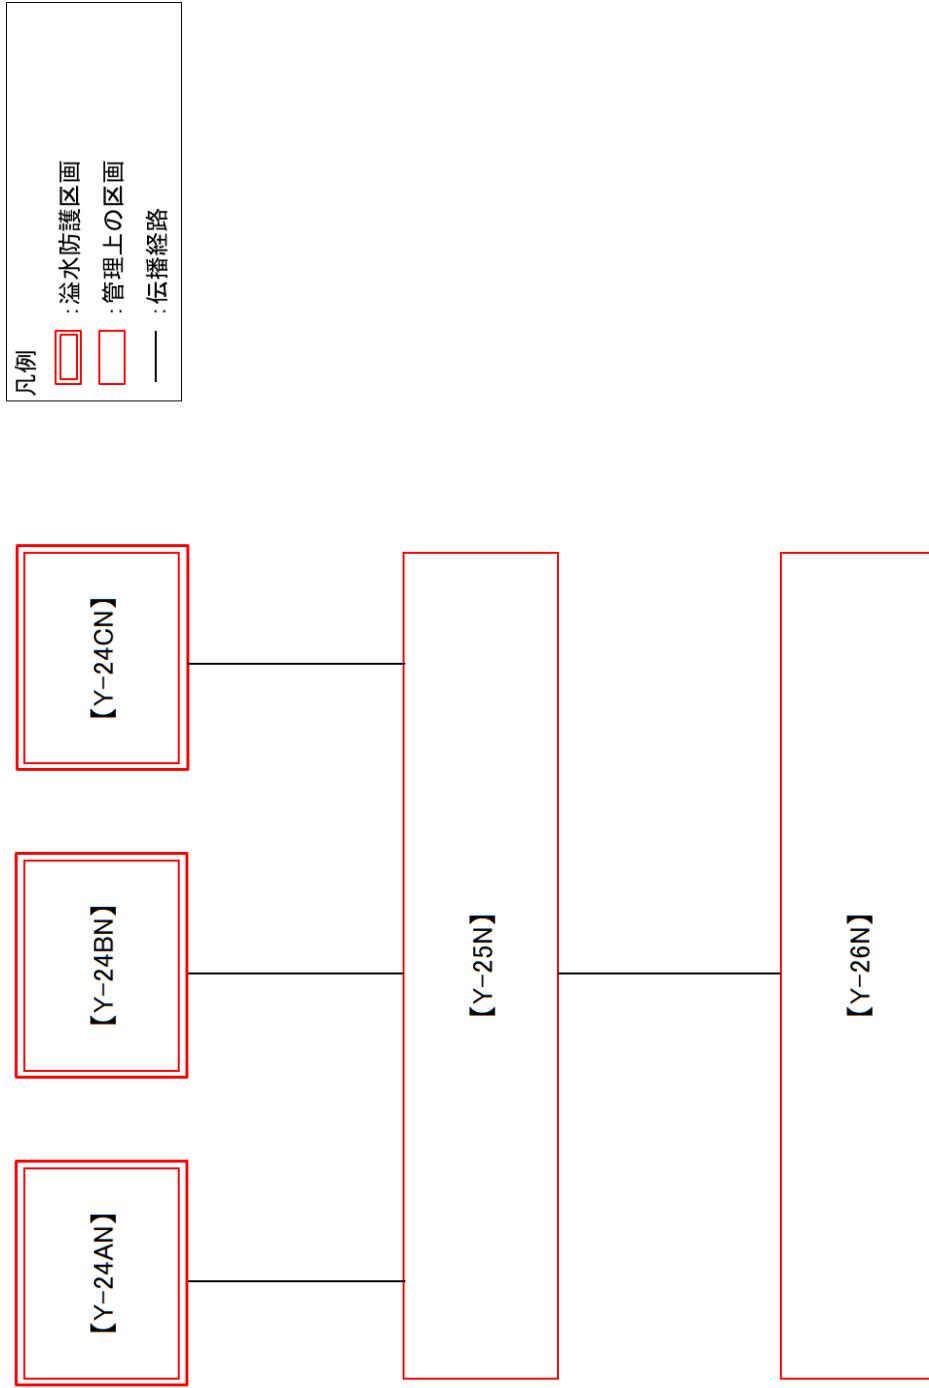 凡例
：溢水防護区画
：管理上の区画
：伝播経路
【Y-24AN】
【Y-24BN】
【Y-24CN】
【Y-25N】
【Y-26N】